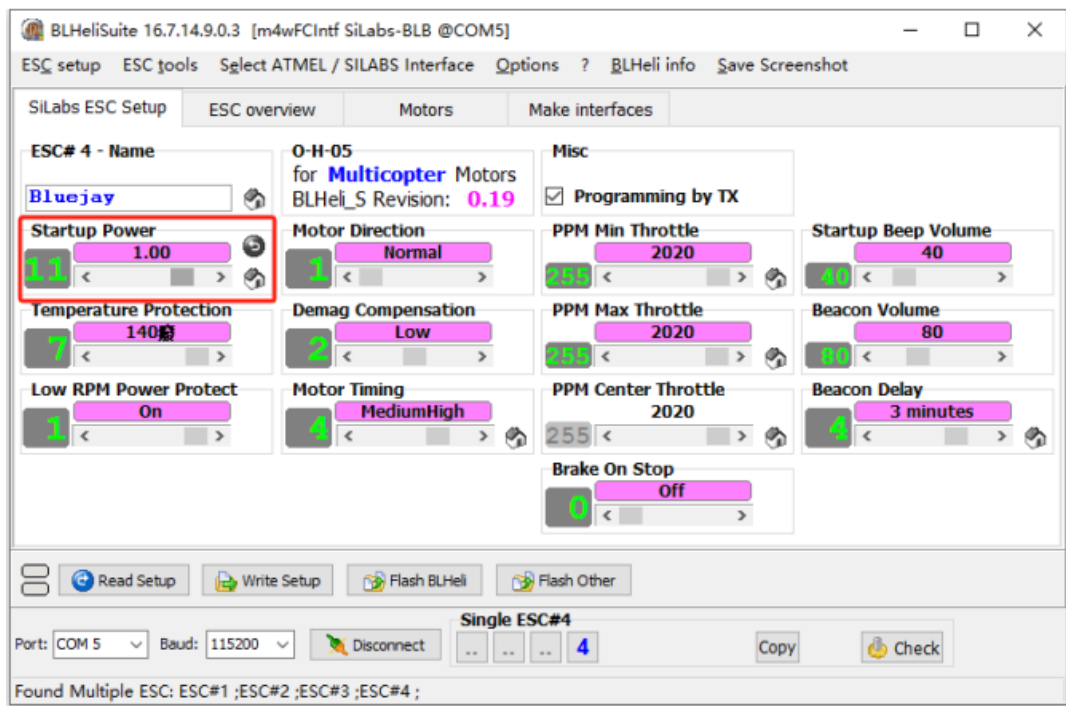 BLHeliSuite 16.7.14.9.0.3 [m4wFCIntf SiLabs-BLB @COM5]
ESC setup ESC tools Select ATMEL / SILABS Interface Options ? BLHeli info Save Screenshot
SiLabs ESC Setup ESC overview Motors Make interfaces
ESC# 4 - Name O-H-05 Misc
for Multicopter Motors
Bluejay BLHeli_S Revision: 0.19 Programming by TX
Startup Power Motor Direction PPM Min Throttle Startup Beep Volume
1.00 Normal 2020 40
11 1 255 40
Temperature Protection Demag Compensation PPM Max Throttle Beacon Volume
140癈 Low 2020 80
7 2 255 80
Low RPM Power Protect Motor Timing PPM Center Throttle Beacon Delay
On MediumHigh 2020 3 minutes
1 4 255 4
Brake On Stop
Off
0
Read Setup Write Setup Flash BLHeli Flash Other
Single ESC#4
Port: COM 5 Baud: 115200 Disconnect .. .. .. 4 Copy Check
Found Multiple ESC: ESC#1 ;ESC#2 ;ESC#3 ;ESC#4 ;